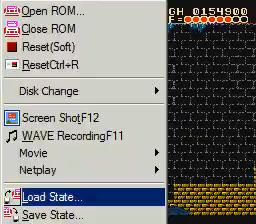 Open ROM...
Close ROM
Reset(Soft)
ResetCtrl+R
Disk Change
Screen ShotF12
WAVE RecordingF11
Movie
Netplay
Load State...
Save State...
GH 0154900
F=